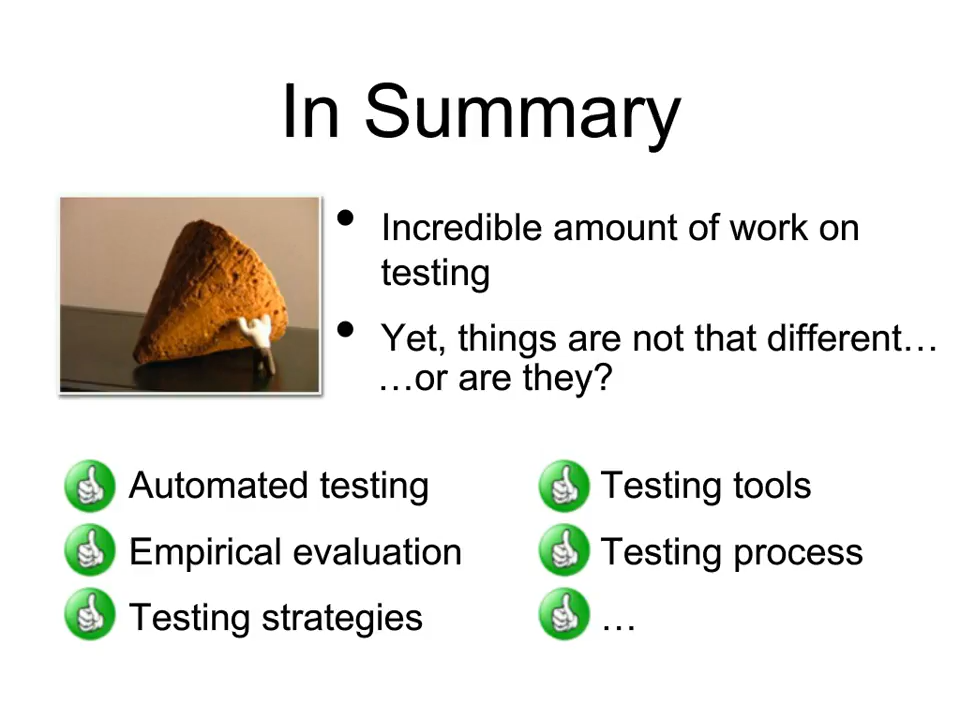 In Summary
• Incredible amount of work on
testing
• Yet, things are not that different…
…or are they?
Automated testing
Empirical evaluation
Testing strategies
Testing tools
Testing process
…